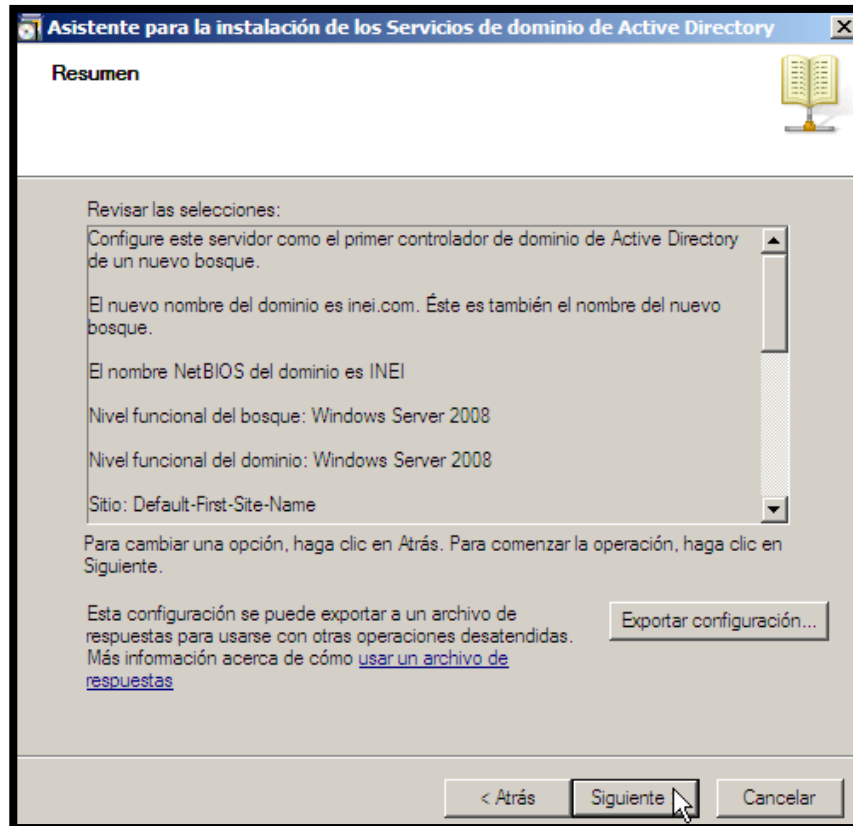 Asistente para la instalación de los Servicios de dominio de Active Directory
Resumen
Revisar las selecciones:
Configure este servidor como el primer controlador de dominio de Active Directory
de un nuevo bosque.
El nuevo nombre del dominio es inei.com. Éste es también el nombre del nuevo
bosque.
El nombre NetBIOS del dominio es INEI
Nivel funcional del bosque: Windows Server 2008
Nivel funcional del dominio: Windows Server 2008
Sitio: Default-First-Site-Name
Para cambiar una opción, haga clic en Atrás. Para comenzar la operación, haga clic en
Siguiente.
Esta configuración se puede exportar a un archivo de
respuestas para usarse con otras operaciones desatendidas.
Más información acerca de cómo usar un archivo de
respuestas
Exportar configuración...
< Atrás
Siguiente
Cancelar